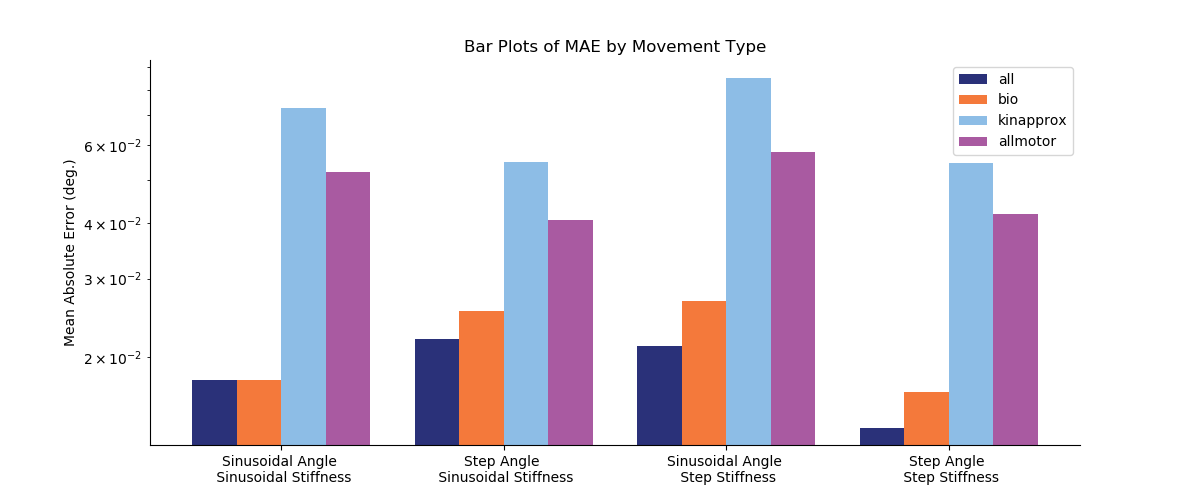 Bar Plots of MAE by Movement Type
all
bio
kinapprox
allmotor
Mean Absolute Error (deg.)
6 × 10⁻²
4 × 10⁻²
3 × 10⁻²
2 × 10⁻²
Sinusoidal Angle
Sinusoidal Stiffness
Step Angle
Sinusoidal Stiffness
Sinusoidal Angle
Step Stiffness
Step Angle
Step Stiffness